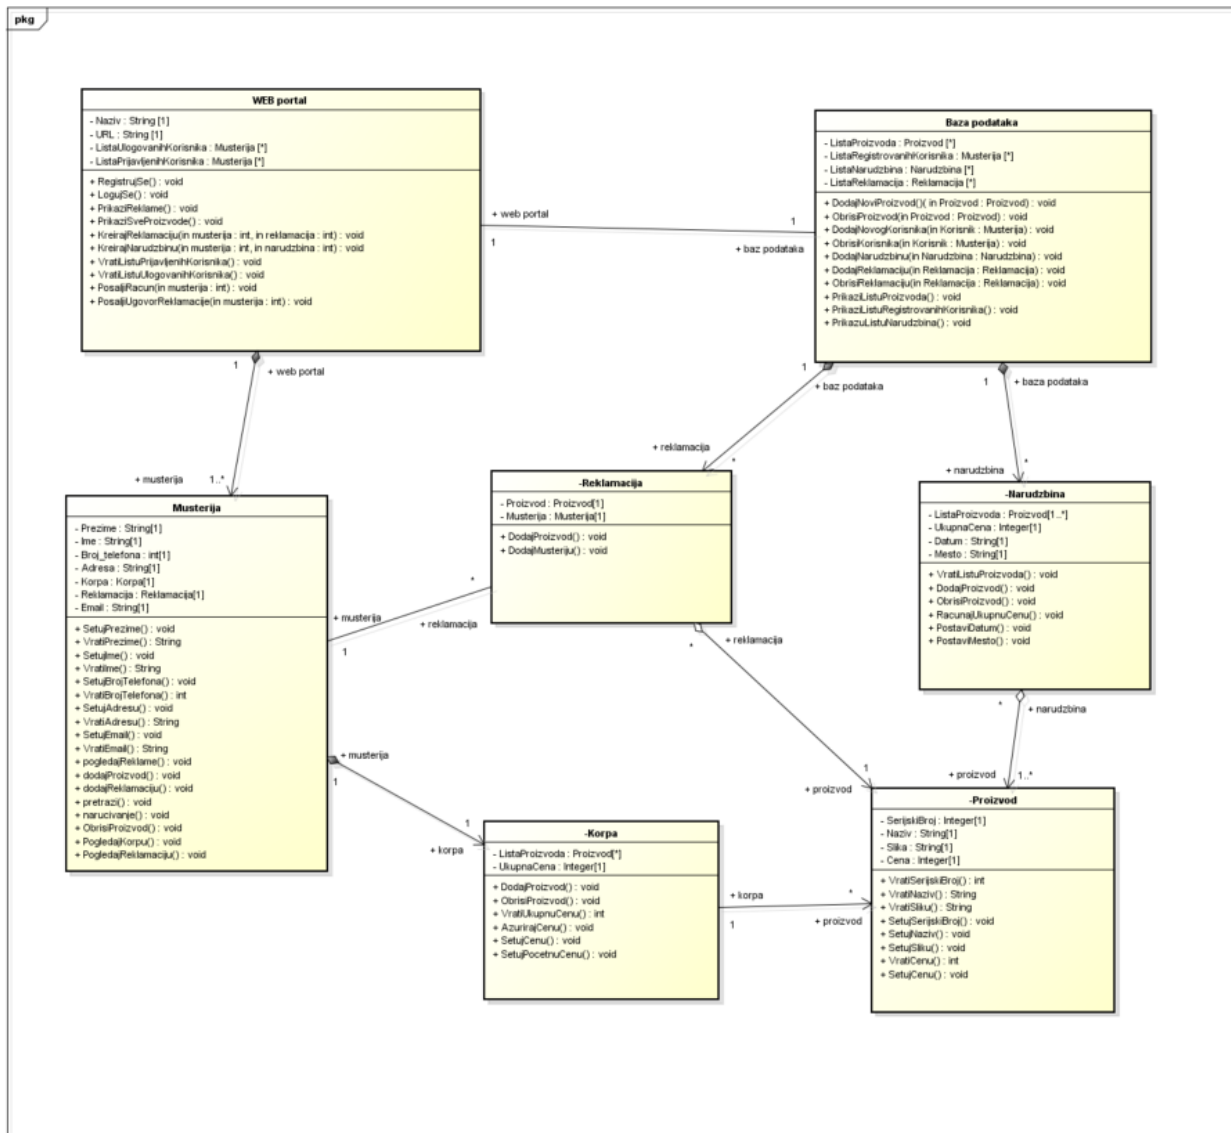 pkg
WEB portal
- Naziv : String [1]
- URL : String [1]
- ListaUlogovanihKorisnika : Musterija [*]
- ListaPrijavljenihKorisnika : Musterija [*]
+ RegistrujSe() : void
+ LogujSe() : void
+ PrikaziReklame() : void
+ PrikaziSveProizvode() : void
+ KreirajReklamaciju(in musterija : int, in reklamacija : int) : void
+ KreirajNarudzbinu(in musterija : int, in narudzbina : int) : void
+ VratiListuPrijavljenihKorisnika() : void
+ VratiListuUlogovanihKorisnika() : void
+ PosaljiRacun(in musterija : int) : void
+ PosaljiUgovorReklamacije(in musterija : int) : void
+ web portal
1
1
+ baz podataka
Baza podataka
- ListaProizvoda : Proizvod [*]
- ListaRegistrovanihKorisnika : Musterija [*]
- ListaNarudzbina : Narudzbina [*]
- ListaReklamacija : Reklamacija [*]
+ DodajNoviProizvod()( in Proizvod : Proizvod) : void
+ ObrisiProizvod(in Proizvod : Proizvod) : void
+ DodajNovogKorisnika(in Korisnik : Musterija) : void
+ ObrisiKorisnika(in Korisnik : Musterija) : void
+ DodajNarudzbinu(in Narudzbina : Narudzbina) : void
+ DodajReklamaciju(in Reklamacija : Reklamacija) : void
+ ObrisiReklamaciju(in Reklamacija : Reklamacija) : void
+ PrikaziListuProizvoda() : void
+ PrikaziListuRegistrovanihKorisnika() : void
+ PrikazuListuNarudzbina() : void
1
+ web portal
+ musterija
1..*
1
+ baz podataka
+ reklamacija
*
1
+ baza podataka
+ narudzbina
*
Musterija
- Prezime : String[1]
- Ime : String[1]
- Broj_telefona : int[1]
- Adresa : String[1]
- Korpa : Korpa[1]
- Reklamacija : Reklamacija[1]
- Email : String[1]
+ SetujPrezime() : void
+ VratiPrezime() : String
+ SetujIme() : void
+ VratiIme() : String
+ SetujBrojTelefona() : void
+ VratiBrojTelefona() : int
+ SetujAdresu() : void
+ VratiAdresu() : String
+ SetujEmail() : void
+ VratiEmail() : String
+ pogledajReklame() : void
+ dodajProizvod() : void
+ dodajReklamaciju() : void
+ pretrazi() : void
+ narucivanje() : void
+ ObrisiProizvod() : void
+ PogledajKorpu() : void
+ PogledajReklamaciju() : void
-Reklamacija
- Proizvod : Proizvod[1]
- Musterija : Musterija[1]
+ DodajProizvod() : void
+ DodajMusteriju() : void
-Narudzbina
- ListaProizvoda : Proizvod[1..*]
- UkupnaCena : Integer[1]
- Datum : String[1]
- Mesto : String[1]
+ VratiListuProizvoda() : void
+ DodajProizvod() : void
+ ObrisiProizvod() : void
+ RacunajUkupnuCenu() : void
+ PostaviDatum() : void
+ PostaviMesto() : void
*
+ musterija
+ reklamacija
1
+ reklamacija
*
1
+ proizvod
*
+ narudzbina
+ proizvod
1..*
+ musterija
1
1
+ korpa
-Korpa
- ListaProizvoda : Proizvod[*]
- UkupnaCena : Integer[1]
+ DodajProizvod() : void
+ ObrisiProizvod() : void
+ VratiUkupnuCenu() : int
+ AzurirajCenu() : void
+ SetujCenu() : void
+ SetujPocetnuCenu() : void
+ korpa
*
1
+ proizvod
-Proizvod
- SerijskiBroj : Integer[1]
- Naziv : String[1]
- Slika : String[1]
- Cena : Integer[1]
+ VratiSerijskiBroj() : int
+ VratiNaziv() : String
+ VratiSliku() : String
+ SetujSerijskiBroj() : void
+ SetujNaziv() : void
+ SetujSliku() : void
+ VratiCenu() : int
+ SetujCenu() : void